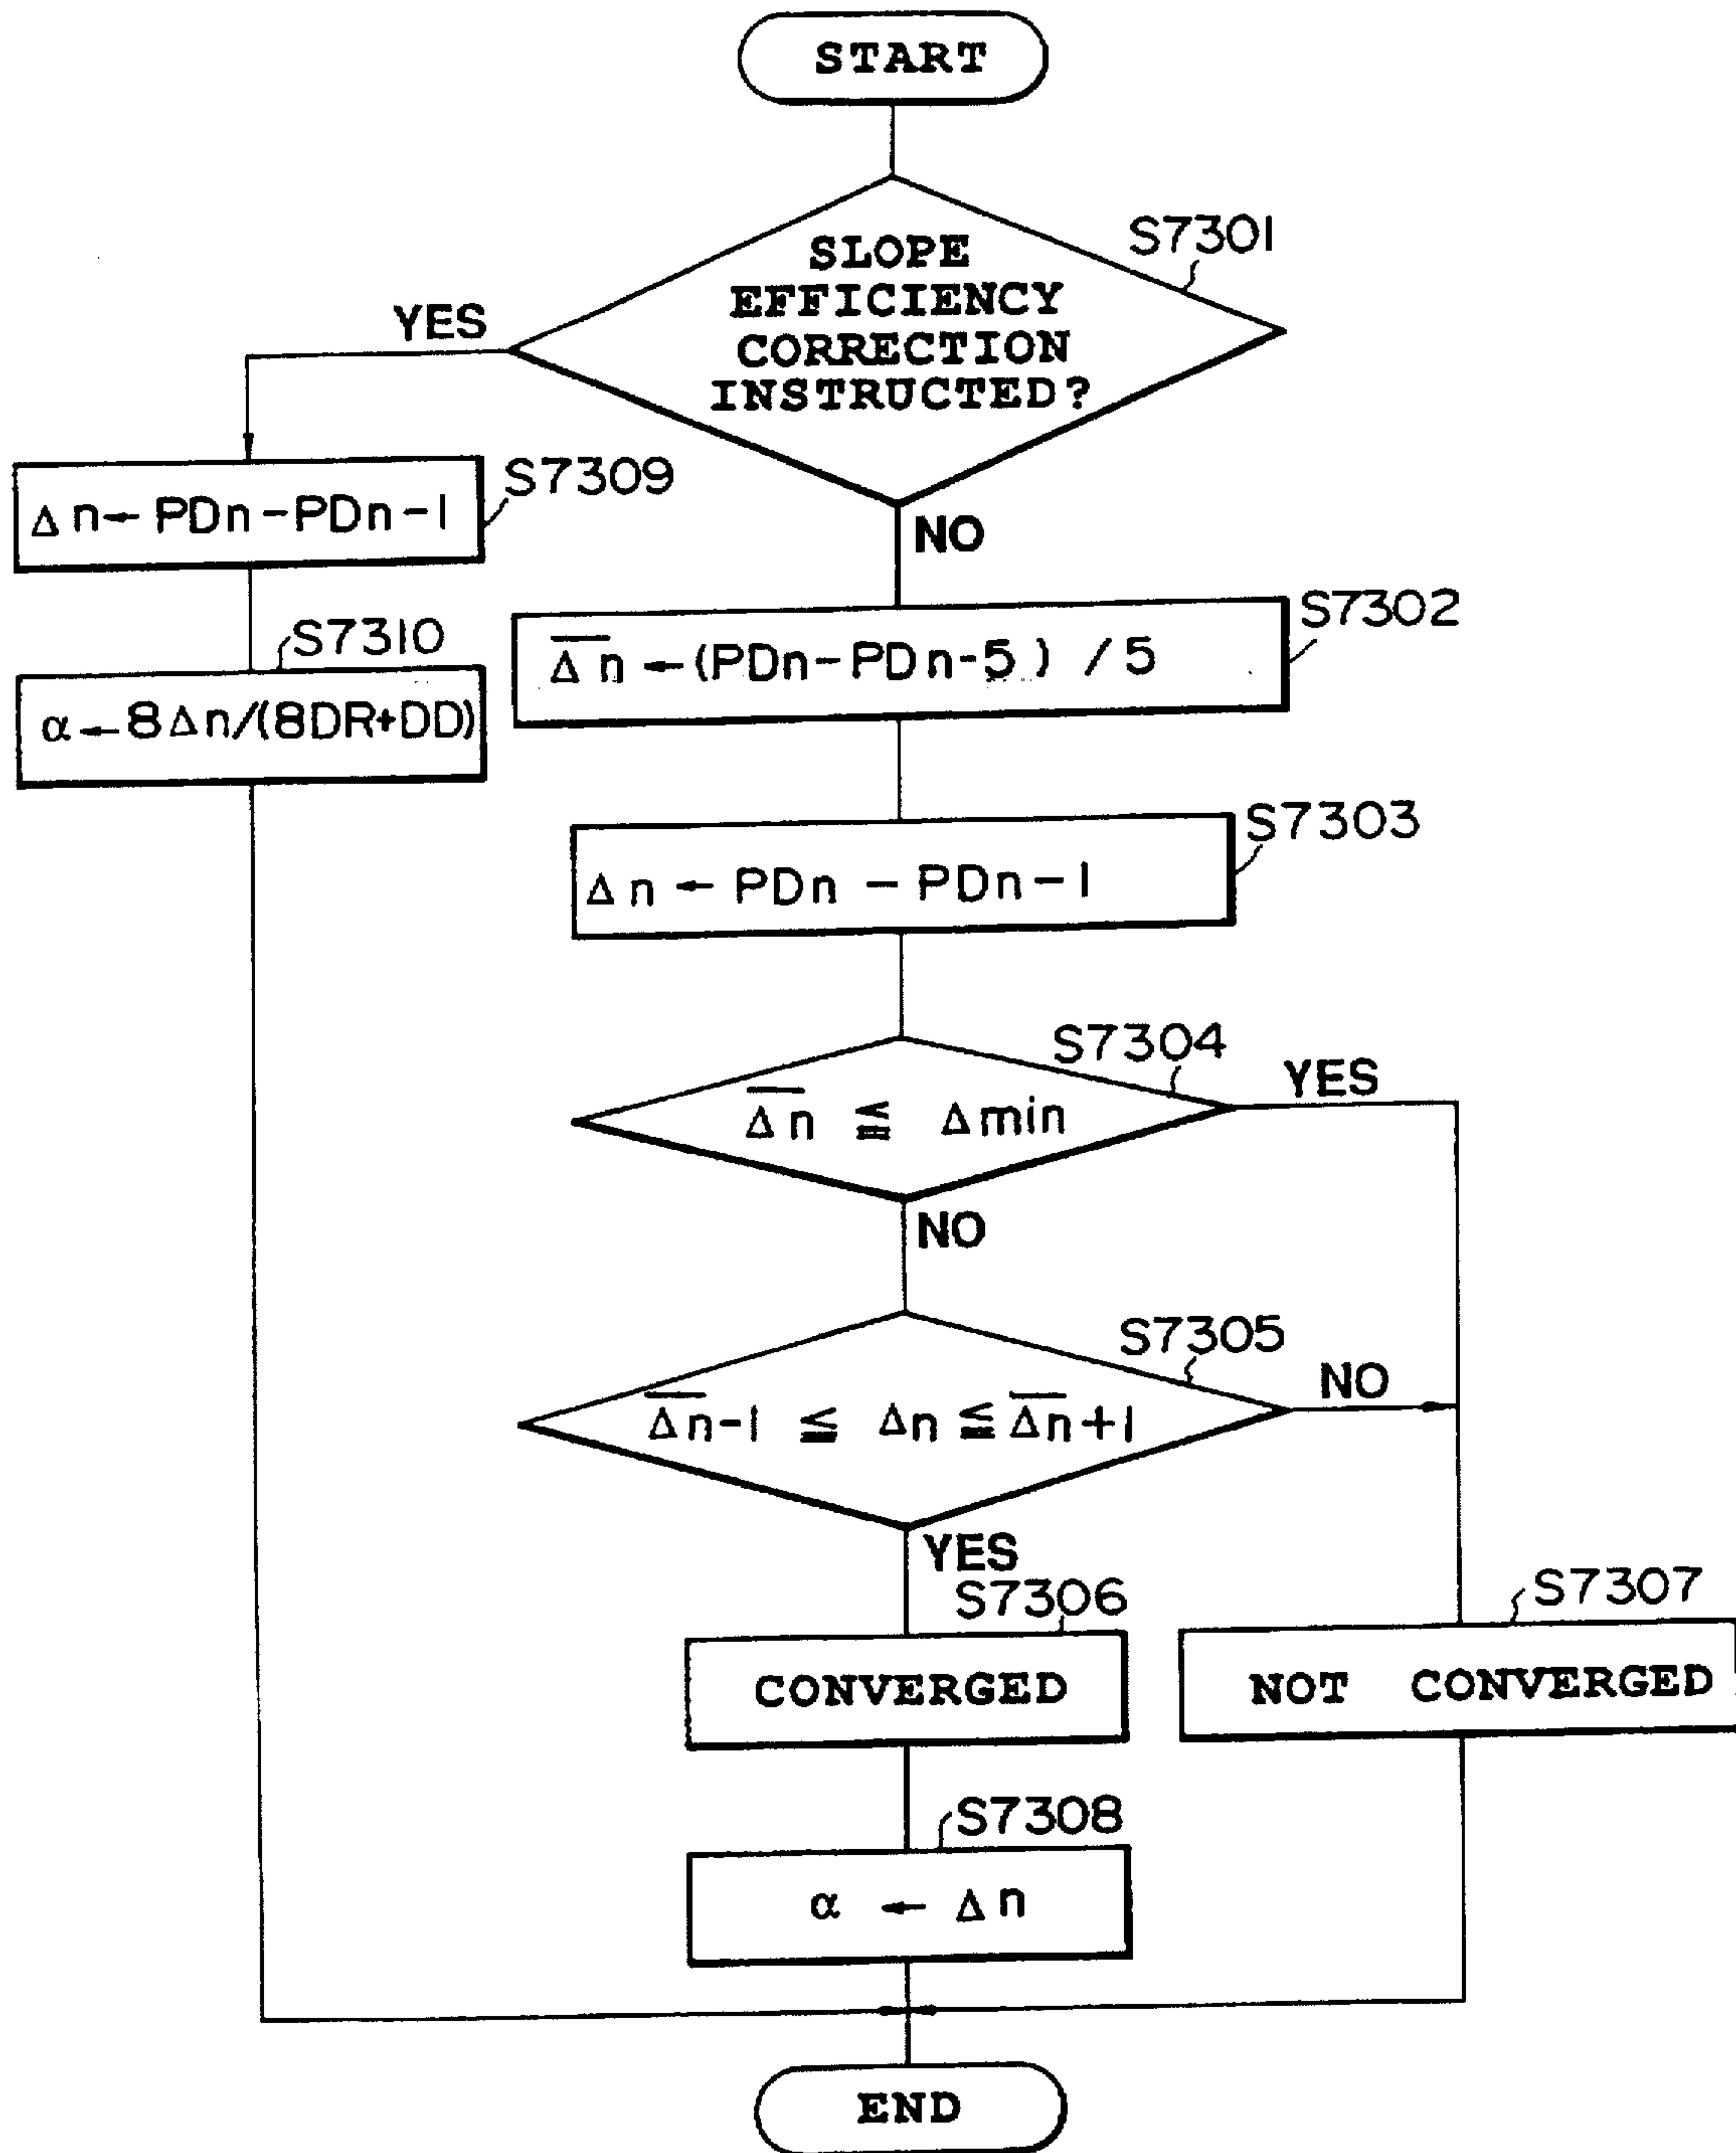 START
S7301
SLOPE
EFFICIENCY
CORRECTION
INSTRUCTED?
YES
NO
S7309
Δn←PDn-PDn-1
S7302
Δ̅n̅ ←(PDn-PDn-5) / 5
S7310
α←8Δn/(8DR+DD)
S7303
Δn ← PDn - PDn-1
S7304
Δ̅n̅ ≦ Δmin
YES
NO
S7305
Δ̅n̅-1 ≦ Δn ≦ Δ̅n̅+1
NO
YES
S7306
CONVERGED
S7307
NOT CONVERGED
S7308
α ← Δn
END